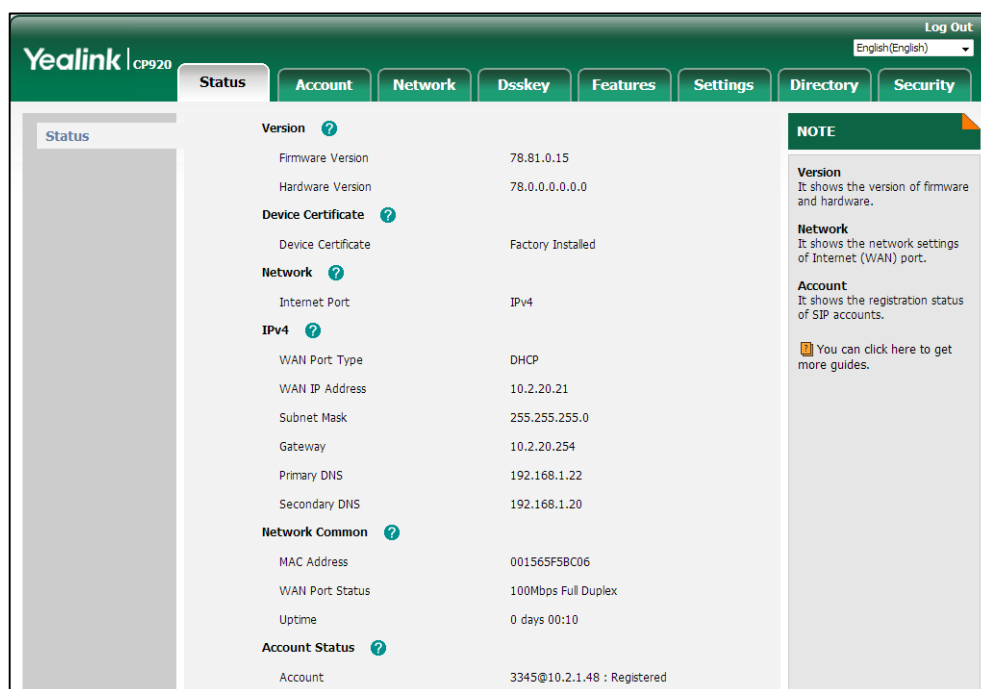 Log Out
English(English)
Yealink CP920
Status Account Network Dsskey Features Settings Directory Security
Status
Version
Firmware Version 78.81.0.15
Hardware Version 78.0.0.0.0.0.0
Device Certificate
Device Certificate Factory Installed
Network
Internet Port IPv4
IPv4
WAN Port Type DHCP
WAN IP Address 10.2.20.21
Subnet Mask 255.255.255.0
Gateway 10.2.20.254
Primary DNS 192.168.1.22
Secondary DNS 192.168.1.20
Network Common
MAC Address 001565F5BC06
WAN Port Status 100Mbps Full Duplex
Uptime 0 days 00:10
Account Status
Account 3345@10.2.1.48 : Registered
NOTE
Version
It shows the version of firmware
and hardware.
Network
It shows the network settings
of Internet (WAN) port.
Account
It shows the registration status
of SIP accounts.
You can click here to get
more guides.